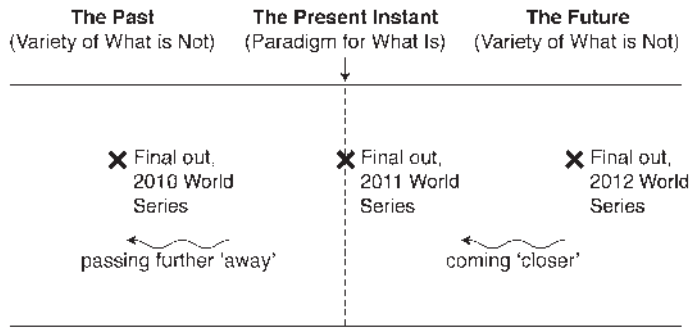 The Past
(Variety of What is Not)
The Present Instant
(Paradigm for What Is)
The Future
(Variety of What is Not)
Final out,
2010 World
Series
Final out,
2011 World
Series
Final out,
2012 World
Series
passing further 'away'
coming 'closer'